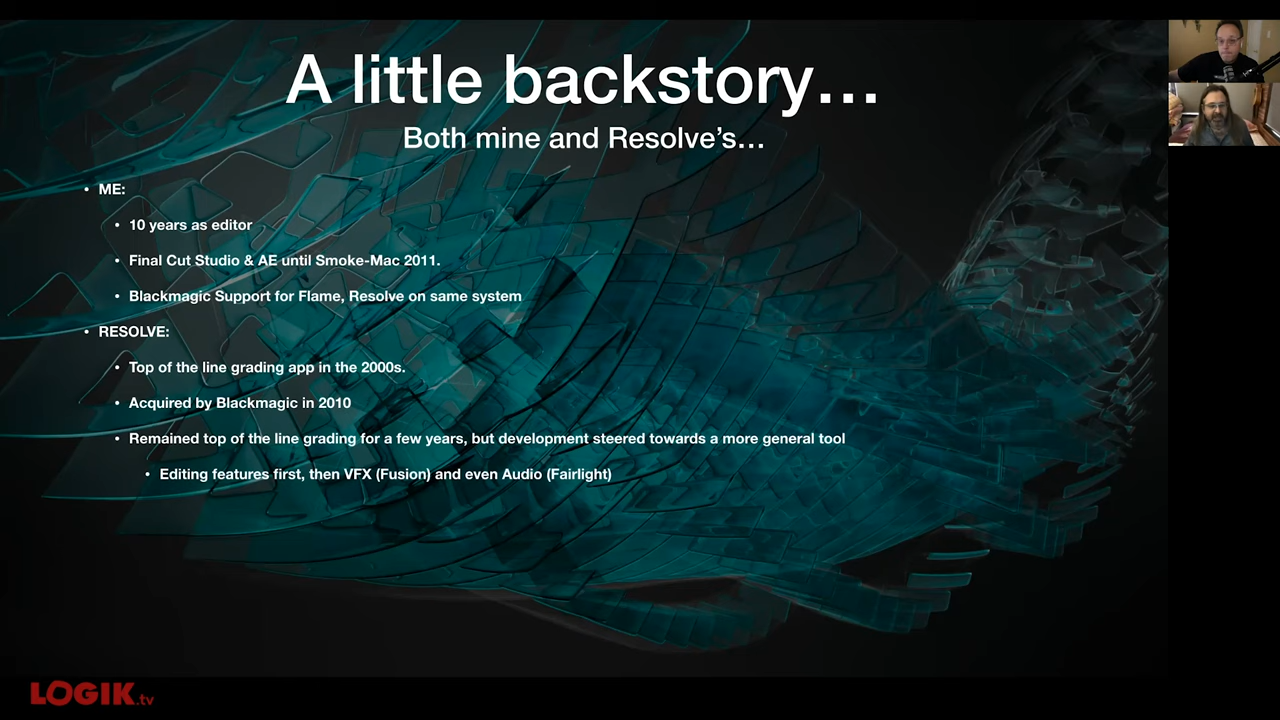 A little backstory…
Both mine and Resolve's…
• ME:
• 10 years as editor
• Final Cut Studio & AE until Smoke-Mac 2011.
• Blackmagic Support for Flame, Resolve on same system
• RESOLVE:
• Top of the line grading app in the 2000s.
• Acquired by Blackmagic in 2010
• Remained top of the line grading for a few years, but development steered towards a more general tool
• Editing features first, then VFX (Fusion) and even Audio (Fairlight)
LOGIK.tv